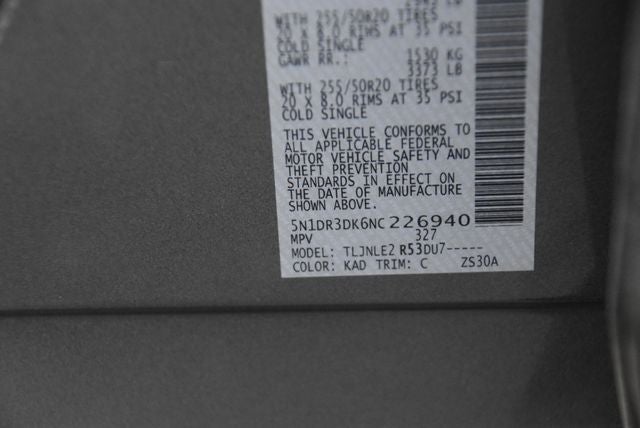 WITH 255/50R20 TIRES
20 X 8.0 RIMS AT 35 PSI
COLD SINGLE
GAWR RR.: 1530 KG
3373 LB
WITH 255/50R20 TIRES
20 X 8.0 RIMS AT 35 PSI
COLD SINGLE
THIS VEHICLE CONFORMS TO
ALL APPLICABLE FEDERAL
MOTOR VEHICLE SAFETY AND
THEFT PREVENTION
STANDARDS IN EFFECT ON
THE DATE OF MANUFACTURE
SHOWN ABOVE.
5N1DR3DK6NC226940
MPV 327
MODEL: TLJNLE2 R53DU7-----
COLOR: KAD TRIM: C ZS30A